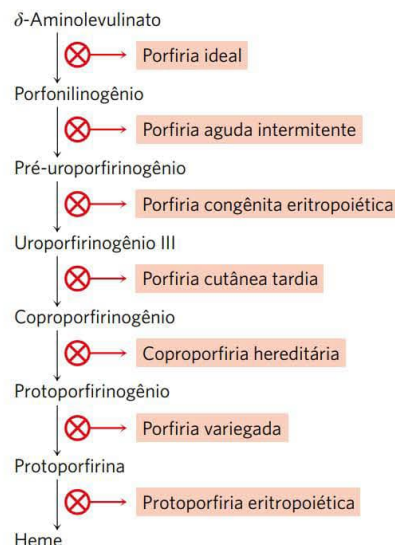 δ-Aminolevulinato
Porfiria ideal
Porfonilinogênio
Porfiria aguda intermitente
Pré-uroporfirinogênio
Porfiria congênita eritropoiética
Uroporfirinogênio III
Porfiria cutânea tardia
Coproporfirinogênio
Coproporfiria hereditária
Protoporfirinogênio
Porfiria variegada
Protoporfirina
Protoporfiria eritropoiética
Heme